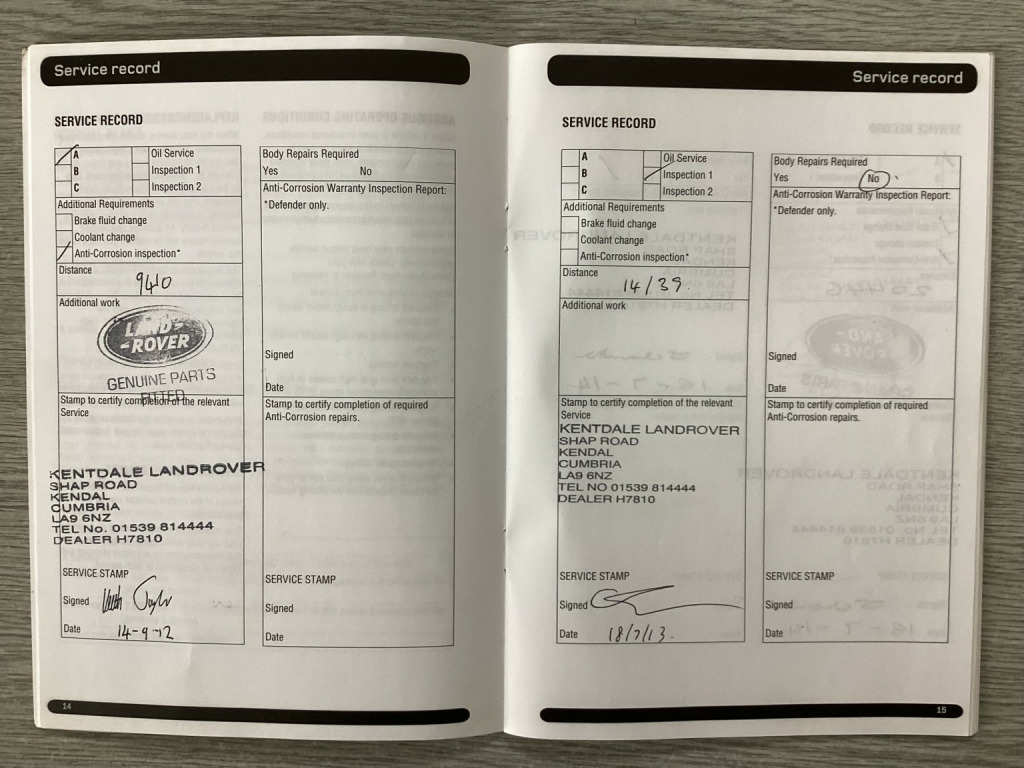 Service record
SERVICE RECORD
A
B
C
Oil Service
Inspection 1
Inspection 2
Additional Requirements
Brake fluid change
Coolant change
Anti-Corrosion inspection*
Distance
9410
Additional work
LAND-
-ROVER
GENUINE PARTS
FITTED
Stamp to certify completion of the relevant
Service
KENTDALE LANDROVER
SHAP ROAD
KENDAL
CUMBRIA
LA9 6NZ
TEL No. 01539 814444
DEALER H7810
SERVICE STAMP
Signed
Date 14-9-12
Body Repairs Required
Yes No
Anti-Corrosion Warranty Inspection Report:
*Defender only.
Signed
Date
Stamp to certify completion of required
Anti-Corrosion repairs.
SERVICE STAMP
Signed
Date
14
Service record
SERVICE RECORD
A
B
C
Oil Service
Inspection 1
Inspection 2
Additional Requirements
Brake fluid change
Coolant change
Anti-Corrosion inspection*
Distance
14139
Additional work
Stamp to certify completion of the relevant
Service
KENTDALE LANDROVER
SHAP ROAD
KENDAL
CUMBRIA
LA9 6NZ
TEL NO 01539 814444
DEALER H7810
SERVICE STAMP
Signed
Date 18/7/13.
Body Repairs Required
Yes No
Anti-Corrosion Warranty Inspection Report:
*Defender only.
Signed
Date
Stamp to certify completion of required
Anti-Corrosion repairs.
SERVICE STAMP
Signed
Date
15